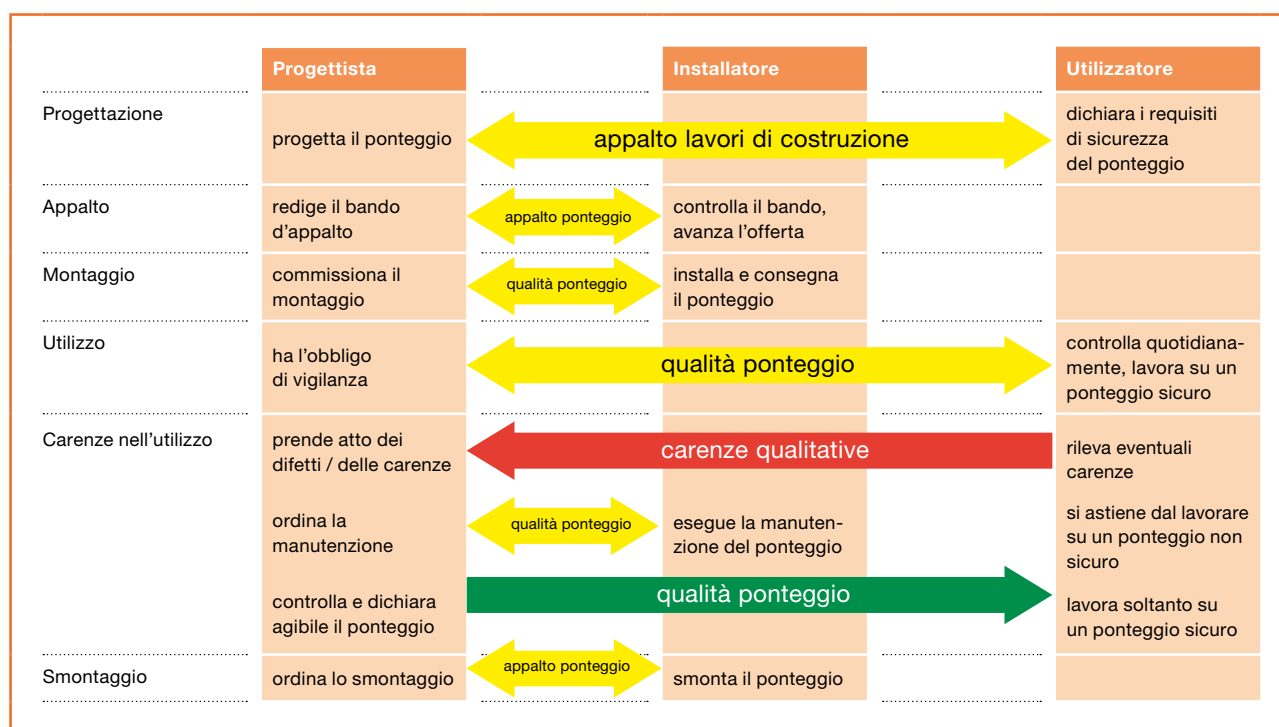 Progettista
Installatore
Utilizzatore
Progettazione
progetta il ponteggio
appalto lavori di costruzione
dichiara i requisiti
di sicurezza
del ponteggio
Appalto
redige il bando
d’appalto
appalto ponteggio
controlla il bando,
avanza l’offerta
Montaggio
commissiona il
montaggio
qualità ponteggio
installa e consegna
il ponteggio
Utilizzo
ha l’obbligo
di vigilanza
qualità ponteggio
controlla quotidiana-
mente, lavora su un
ponteggio sicuro
Carenze nell’utilizzo
prende atto dei
difetti / delle carenze
carenze qualitative
rileva eventuali
carenze
ordina la
manutenzione
qualità ponteggio
esegue la manuten-
zione del ponteggio
si astiene dal lavorare
su un ponteggio non
sicuro
controlla e dichiara
agibile il ponteggio
qualità ponteggio
lavora soltanto su
un ponteggio sicuro
Smontaggio
ordina lo smontaggio
appalto ponteggio
smonta il ponteggio